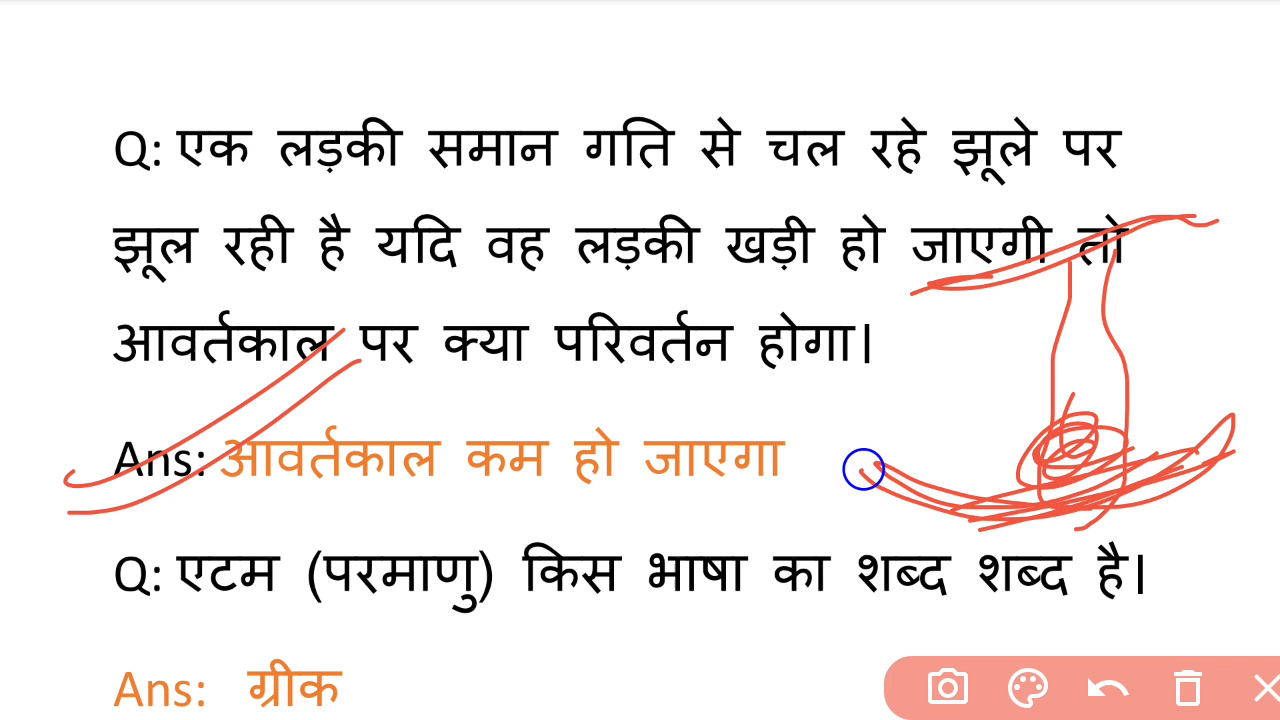 Q: एक लड़की समान गति से चल रहे झूले पर
झूल रही है यदि वह लड़की खड़ी हो जाएगी तो
आवर्तकाल पर क्या परिवर्तन होगा।
Ans: आवर्तकाल कम हो जाएगा
Q: एटम (परमाणु) किस भाषा का शब्द शब्द है।
Ans: ग्रीक